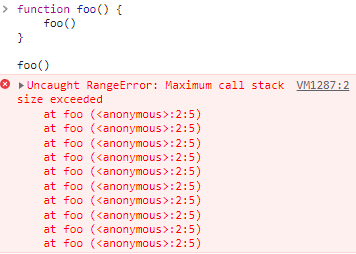 function foo() {
    foo()
}
foo()
Uncaught RangeError: Maximum call stack VM1287:2
size exceeded
    at foo (<anonymous>:2:5)
    at foo (<anonymous>:2:5)
    at foo (<anonymous>:2:5)
    at foo (<anonymous>:2:5)
    at foo (<anonymous>:2:5)
    at foo (<anonymous>:2:5)
    at foo (<anonymous>:2:5)
    at foo (<anonymous>:2:5)
    at foo (<anonymous>:2:5)
    at foo (<anonymous>:2:5)